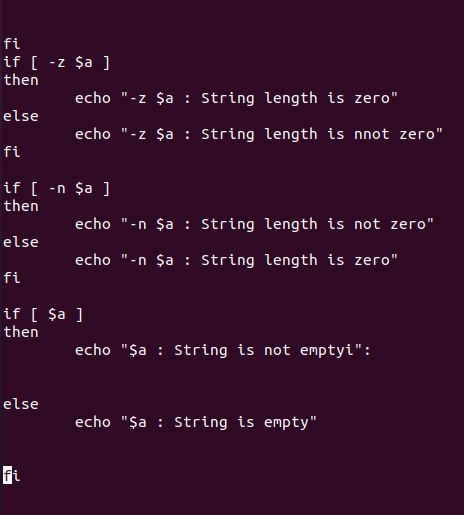 fi
if [ -z $a ]
then
        echo "-z $a : String length is zero"
else
        echo "-z $a : String length is nnot zero"
fi
if [ -n $a ]
then
        echo "-n $a : String length is not zero"
else
        echo "-n $a : String length is zero"
fi
if [ $a ]
then
        echo "$a : String is not emptyi":
else
        echo "$a : String is empty"
fi